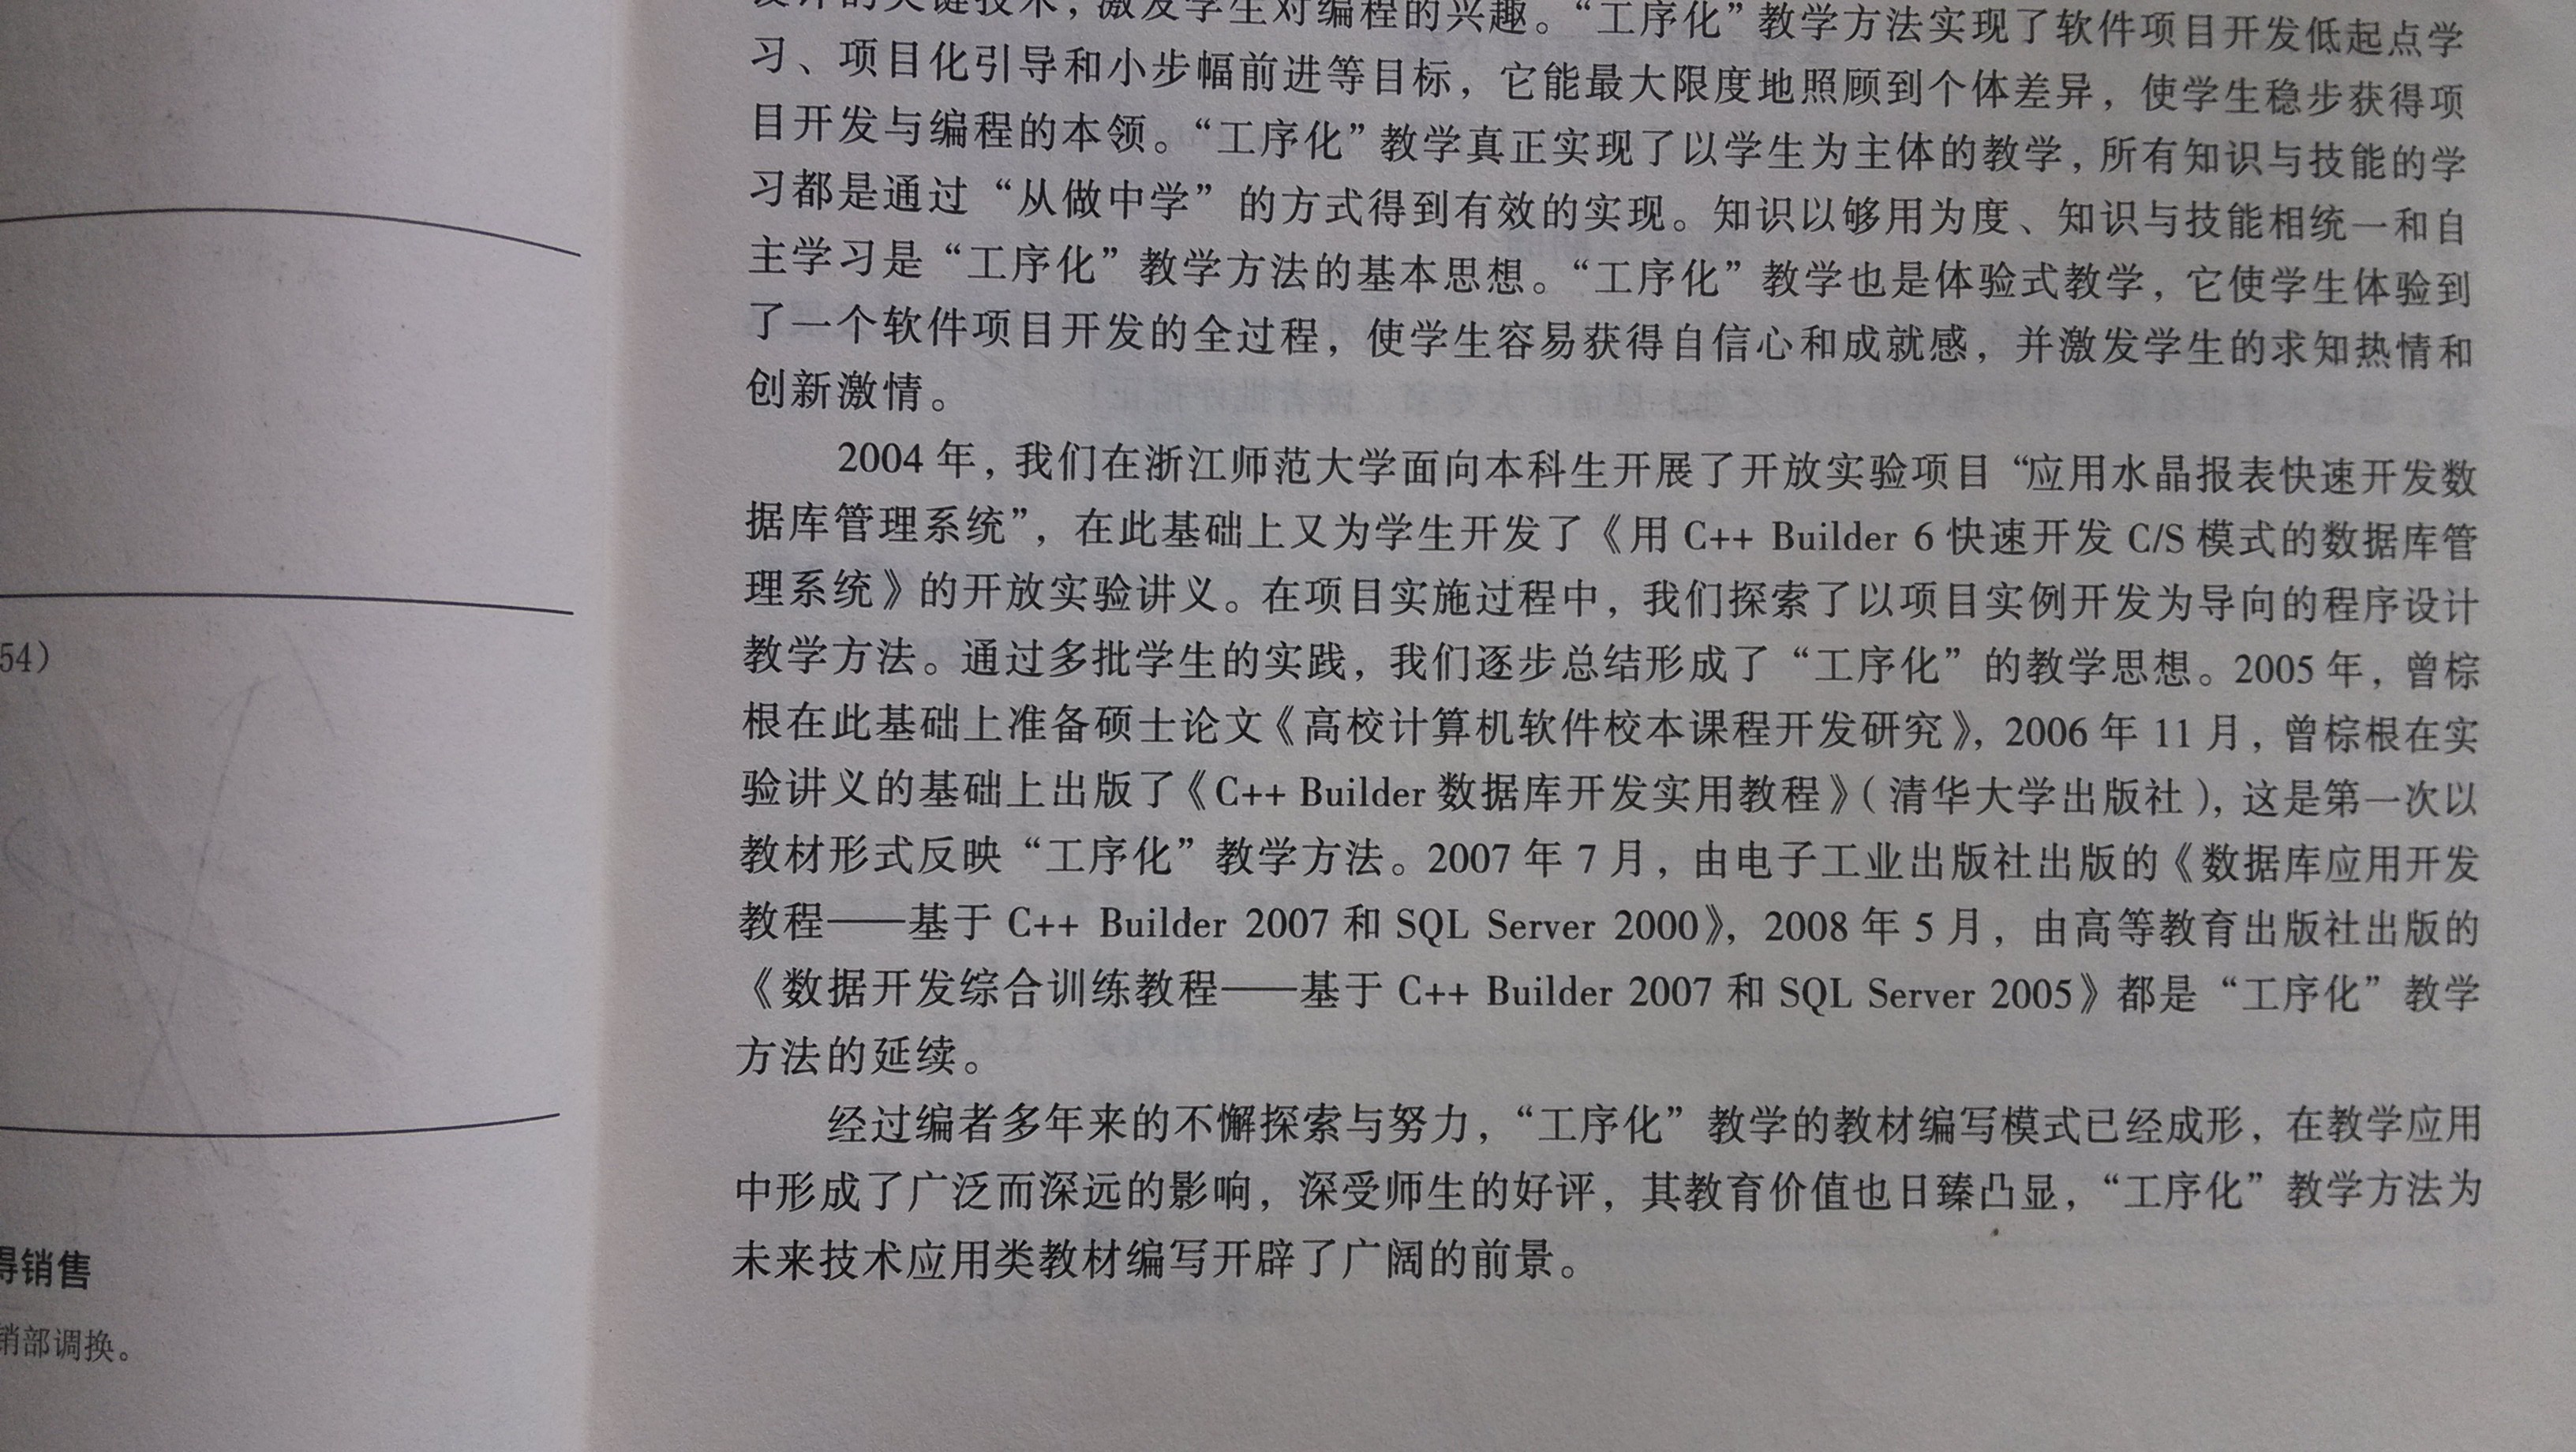 54）
得销售
销部调换。
设计的关键技术，激发学生对编程的兴趣。“工序化”教学方法实现了软件项目开发低起点学
习、项目化引导和小步幅前进等目标，它能最大限度地照顾到个体差异，使学生稳步获得项
目开发与编程的本领。“工序化”教学真正实现了以学生为主体的教学，所有知识与技能的学
习都是通过“从做中学”的方式得到有效的实现。知识以够用为度、知识与技能相统一和自
主学习是“工序化”教学方法的基本思想。“工序化”教学也是体验式教学，它使学生体验到
了一个软件项目开发的全过程，使学生容易获得自信心和成就感，并激发学生的求知热情和
创新激情。
2004 年，我们在浙江师范大学面向本科生开展了开放实验项目“应用水晶报表快速开发数
据库管理系统”，在此基础上又为学生开发了《用 C++ Builder 6 快速开发 C/S 模式的数据库管
理系统》的开放实验讲义。在项目实施过程中，我们探索了以项目实例开发为导向的程序设计
教学方法。通过多批学生的实践，我们逐步总结形成了“工序化”的教学思想。2005 年，曾棕
根在此基础上准备硕士论文《高校计算机软件校本课程开发研究》，2006 年 11 月，曾棕根在实
验讲义的基础上出版了《C++ Builder 数据库开发实用教程》（清华大学出版社），这是第一次以
教材形式反映“工序化”教学方法。2007 年 7 月，由电子工业出版社出版的《数据库应用开发
教程——基于 C++ Builder 2007 和 SQL Server 2000》，2008 年 5 月，由高等教育出版社出版的
《数据开发综合训练教程——基于 C++ Builder 2007 和 SQL Server 2005》都是“工序化”教学
方法的延续。
经过编者多年来的不懈探索与努力，“工序化”教学的教材编写模式已经成形，在教学应用
中形成了广泛而深远的影响，深受师生的好评，其教育价值也日臻凸显，“工序化”教学方法为
未来技术应用类教材编写开辟了广阔的前景。